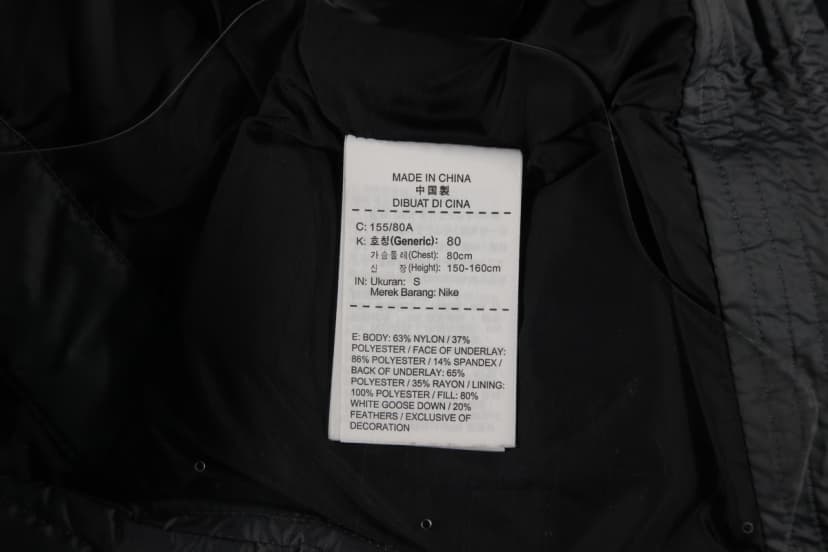 MADE IN CHINA
中国製
DIBUAT DI CINA
C: 155/80A
K: 호칭(Generic): 80
가슴둘레(Chest): 80cm
신 장(Height): 150-160cm
IN: Ukuran: S
Merek Barang: Nike
E: BODY: 63% NYLON / 37%
POLYESTER / FACE OF UNDERLAY:
86% POLYESTER / 14% SPANDEX /
BACK OF UNDERLAY: 65%
POLYESTER / 35% RAYON / LINING:
100% POLYESTER / FILL: 80%
WHITE GOOSE DOWN / 20%
FEATHERS / EXCLUSIVE OF
DECORATION